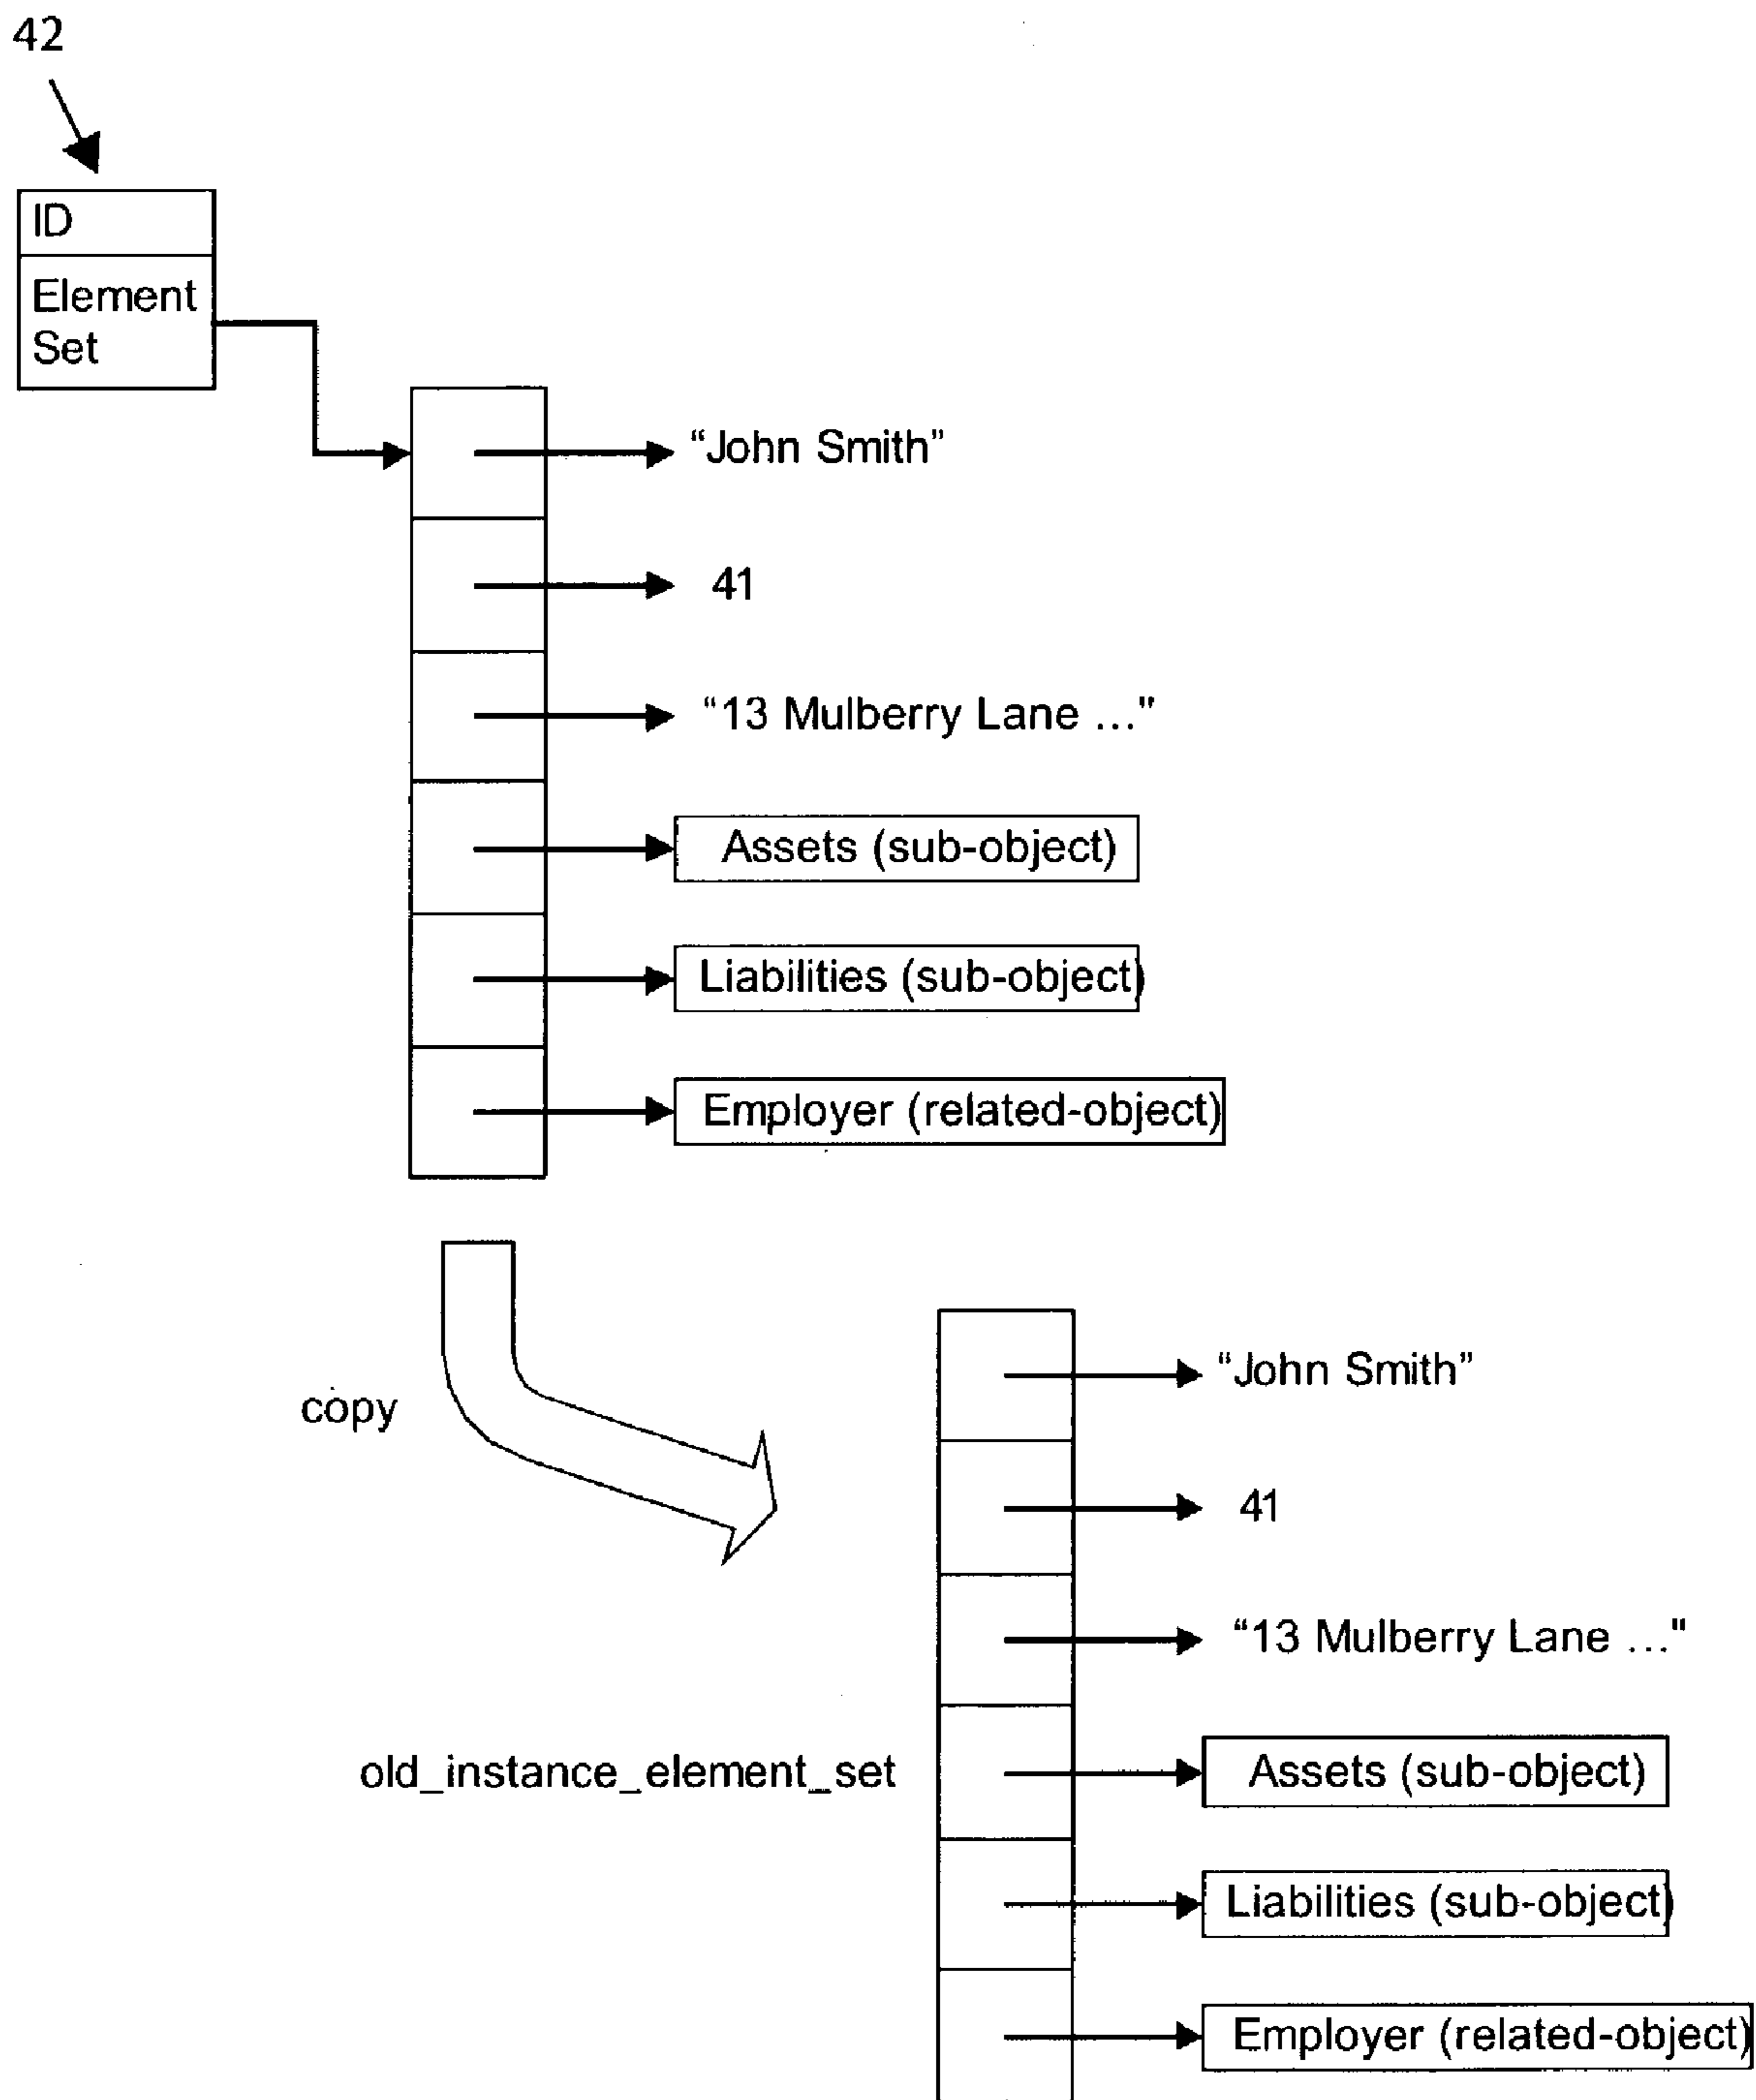 42
ID
Element
Set
“John Smith”
41
“13 Mulberry Lane ..."
Assets (sub-object)
Liabilities (sub-object)
Employer (related-object)
copy
“John Smith”
41
“13 Mulberry Lane ..."
old_instance_element_set
Assets (sub-object)
Liabilities (sub-object)
Employer (related-object)